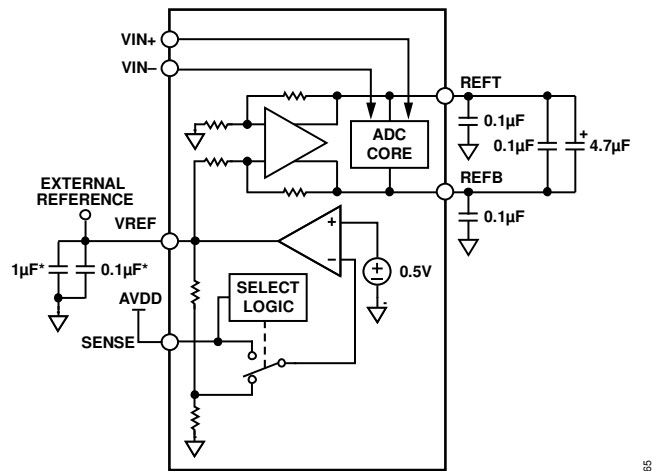 VIN+
VIN–
REFT
ADC
CORE
0.1µF
0.1µF
+
4.7µF
EXTERNAL
REFERENCE
REFB
VREF
0.1µF
+
–
0.5V
+
–
1µF*
0.1µF*
SELECT
LOGIC
AVDD
SENSE
65